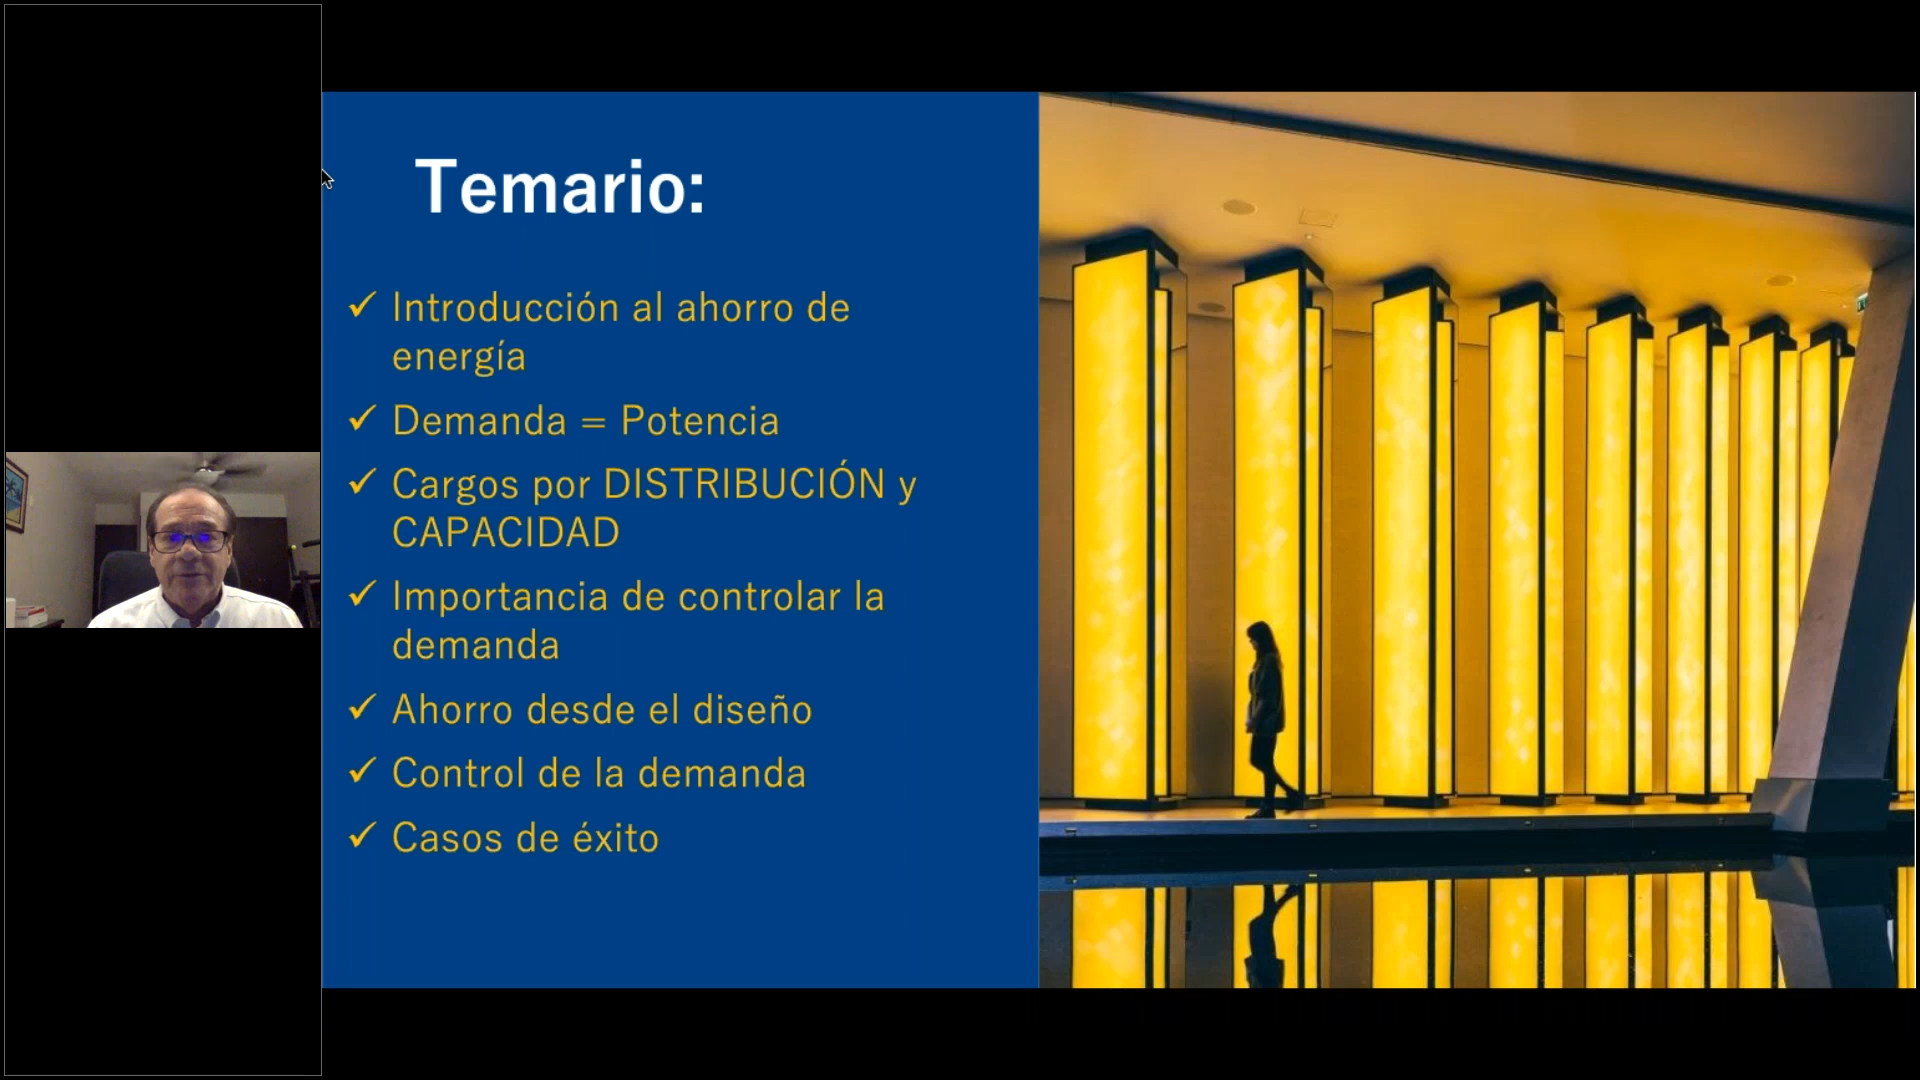 Temario:
✓ Introducción al ahorro de
energía
✓ Demanda = Potencia
✓ Cargos por DISTRIBUCIÓN y
CAPACIDAD
✓ Importancia de controlar la
demanda
✓ Ahorro desde el diseño
✓ Control de la demanda
✓ Casos de éxito